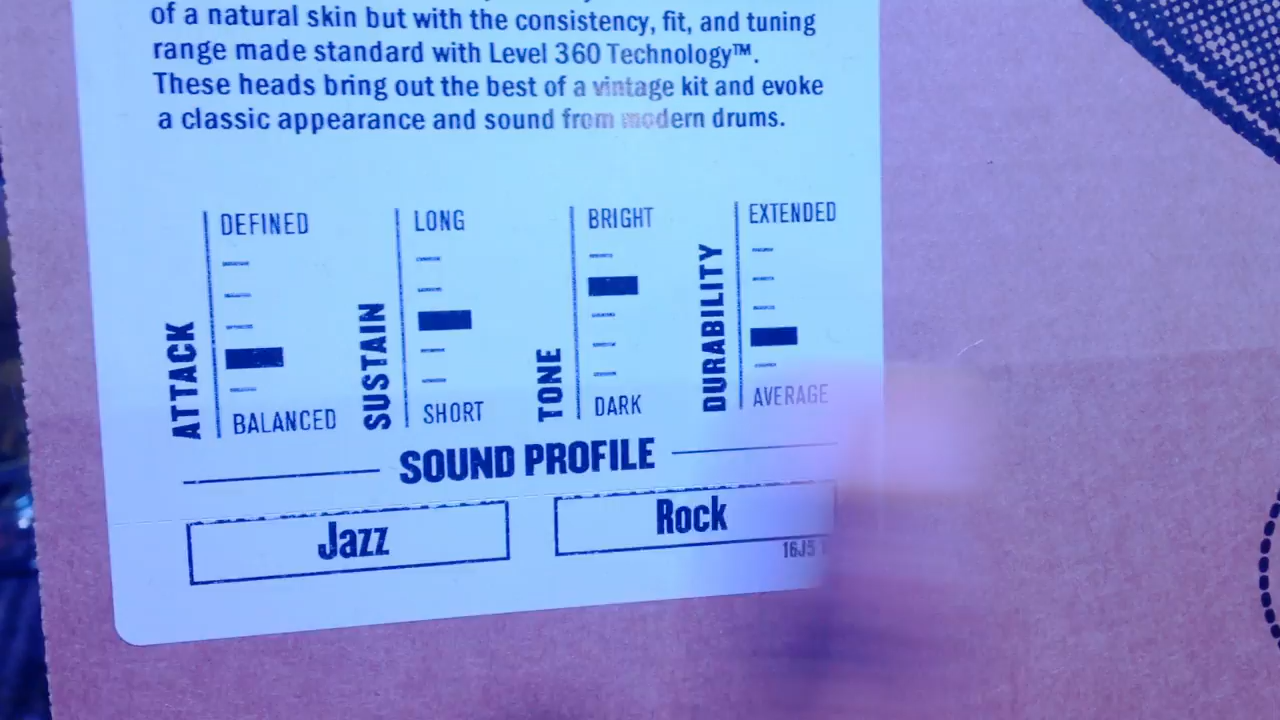 of a natural skin but with the consistency, fit, and tuning
range made standard with Level 360 Technology™.
These heads bring out the best of a vintage kit and evoke
a classic appearance and sound from modern drums.
ATTACK
DEFINED
BALANCED
SUSTAIN
LONG
SHORT
TONE
BRIGHT
DARK
DURABILITY
EXTENDED
AVERAGE
SOUND PROFILE
Jazz
Rock